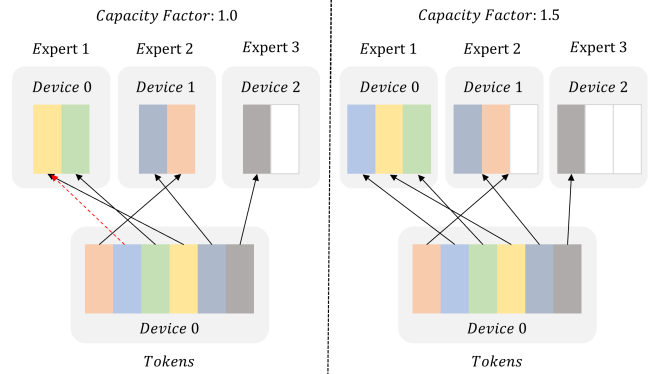 Capacity Factor: 1.0
Expert 1 Expert 2 Expert 3
Device 0 Device 1 Device 2
Device 0
Tokens
Capacity Factor: 1.5
Expert 1 Expert 2 Expert 3
Device 0 Device 1 Device 2
Device 0
Tokens